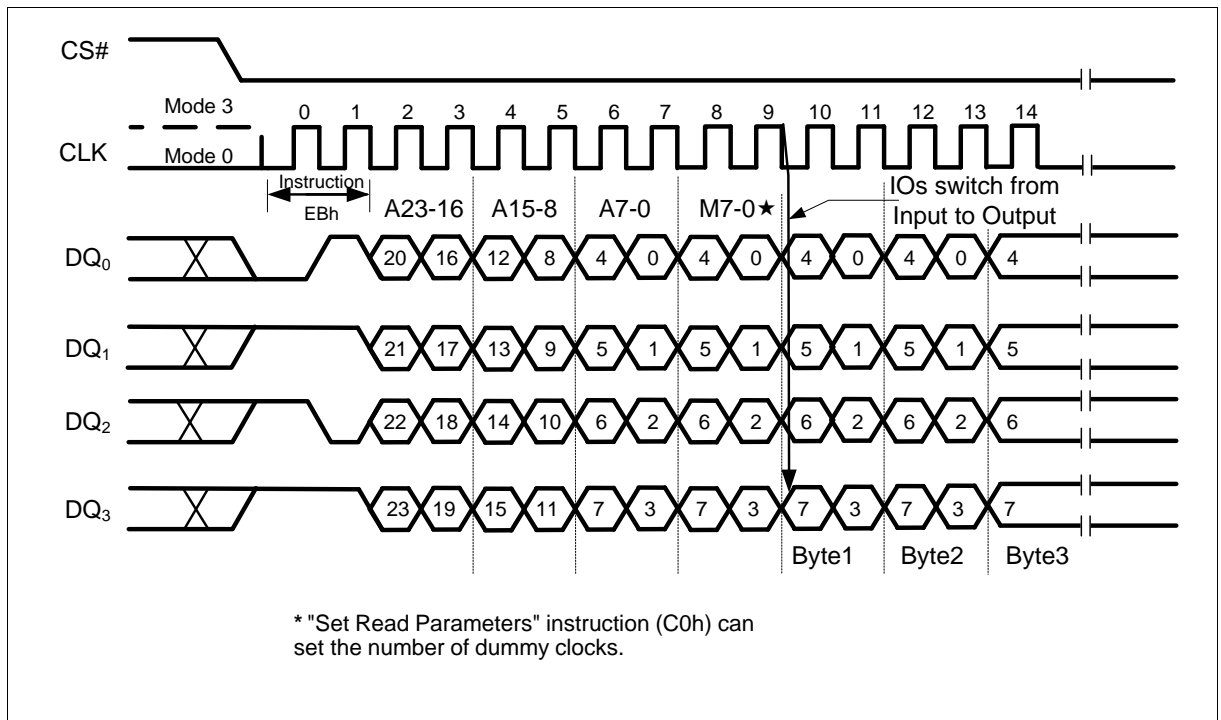 CS#
Mode 3
CLK
Mode 0
0 1 2 3 4 5 6 7 8 9 10 11 12 13 14
Instruction
EBh
A23-16 A15-8 A7-0 M7-0★
IOs switch from
Input to Output
DQ0 20 16 12 8 4 0 4 0 4 0 4 0 4
DQ1 21 17 13 9 5 1 5 1 5 1 5 1 5
DQ2 22 18 14 10 6 2 6 2 6 2 6 2 6
DQ3 23 19 15 11 7 3 7 3 7 3 7 3 7
Byte1 Byte2 Byte3
* "Set Read Parameters" instruction (C0h) can
set the number of dummy clocks.